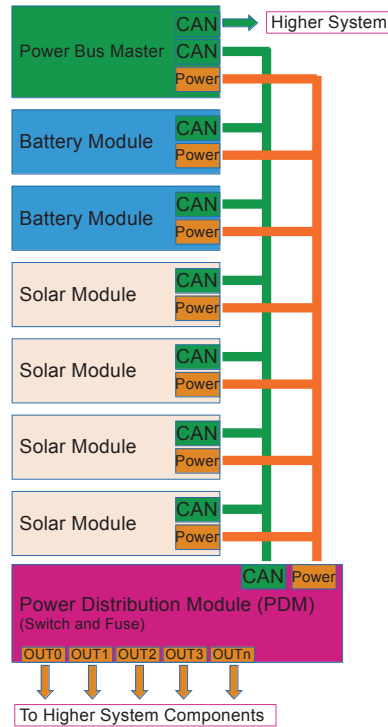 CAN
Higher System
Power Bus Master
CAN
Power
CAN
Battery Module
Power
CAN
Battery Module
Power
CAN
Solar Module
Power
CAN
Solar Module
Power
CAN
Solar Module
Power
CAN
Solar Module
Power
CAN Power
Power Distribution Module (PDM)
(Switch and Fuse)
OUT0 OUT1 OUT2 OUT3 OUTn
To Higher System Components